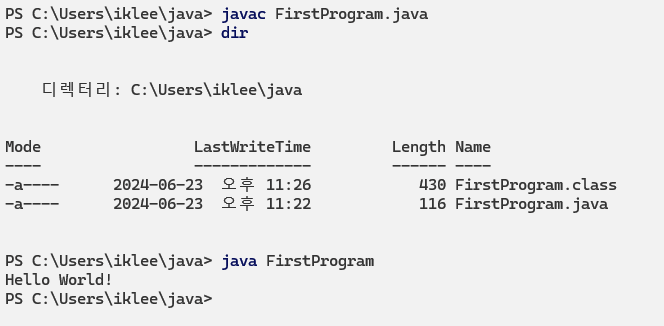 PS C:\Users\iklee\java> javac FirstProgram.java
PS C:\Users\iklee\java> dir
디렉터리: C:\Users\iklee\java
Mode                 LastWriteTime         Length Name
----                 -------------         ------ ----
-a----      2024-06-23  오후 11:26            430 FirstProgram.class
-a----      2024-06-23  오후 11:22            116 FirstProgram.java
PS C:\Users\iklee\java> java FirstProgram
Hello World!
PS C:\Users\iklee\java>